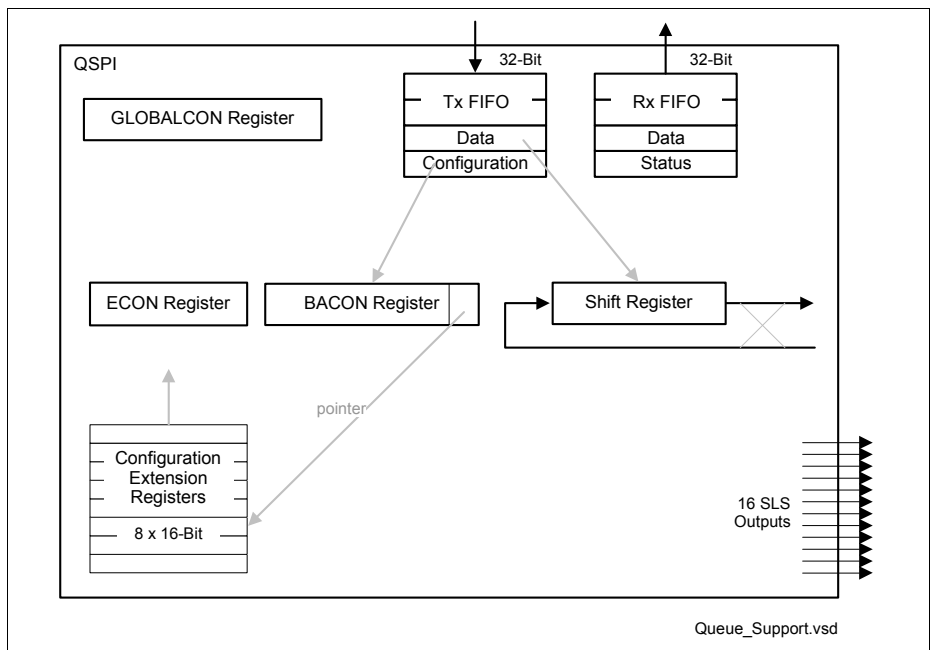 QSPI
32-Bit
32-Bit
GLOBALCON Register
Tx FIFO
Rx FIFO
Data
Data
Configuration
Status
ECON Register
BACON Register
Shift Register
pointer
Configuration
Extension
Registers
8 x 16-Bit
16 SLS
Outputs
Queue_Support.vsd